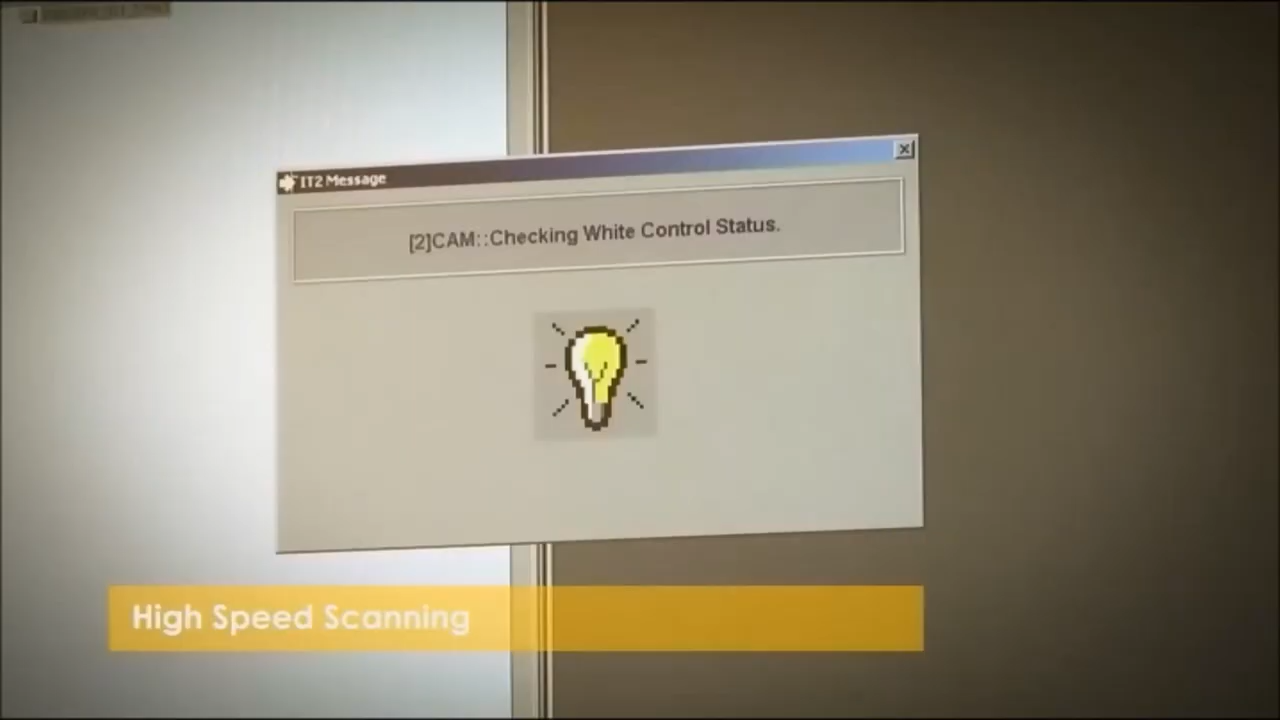 IT2 Message
[2]CAM::Checking White Control Status.
High Speed Scanning